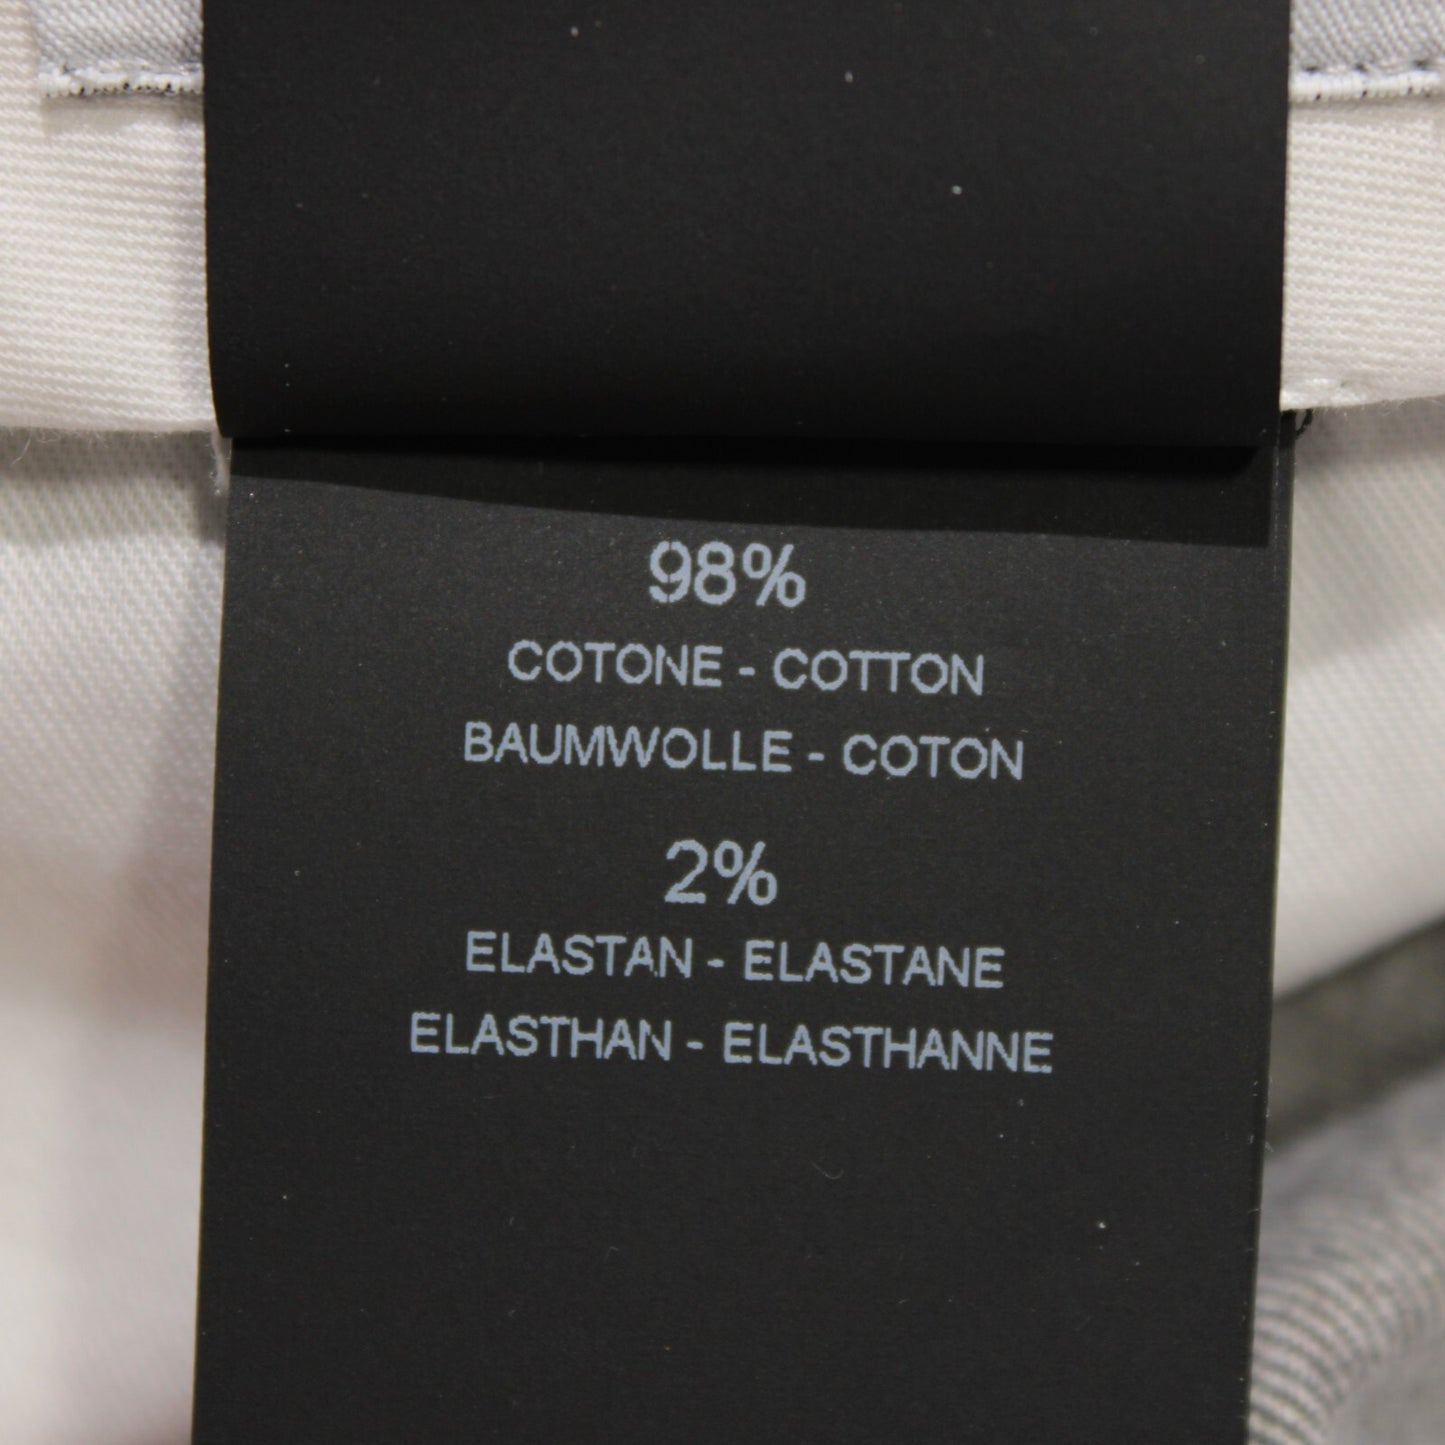 98%
COTONE - COTTON
BAUMWOLLE - COTON
2%
ELASTAN - ELASTANE
ELASTHAN - ELASTHANNE